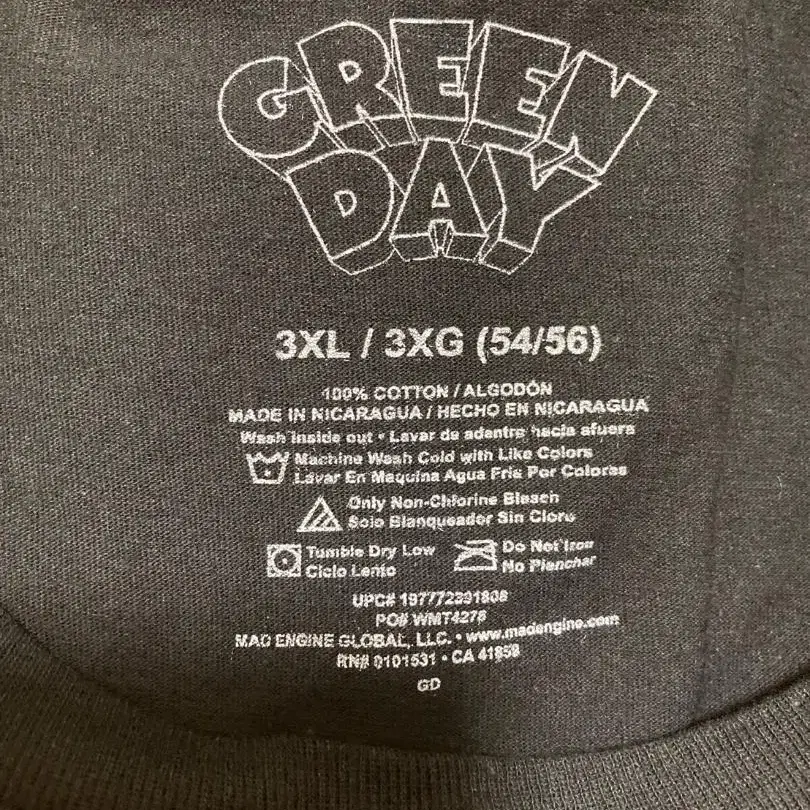 GREEN
DAY
3XL / 3XG (54/56)
100% COTTON / ALGODÓN
MADE IN NICARAGUA / HECHO EN NICARAGUA
Wash inside out • Lavar de adentro hacia afuera
Machine Wash Cold with Like Colors
Lavar En Maquina Agua Fria Por Colores
Only Non-Chlorine Bleach
Solo Blanqueador Sin Cloro
Tumble Dry Low
Ciclo Lento
Do Not Iron
No Planchar
UPC# 197772391808
PO# WMT4278
MAD ENGINE GLOBAL, LLC. • www.madengine.com
RN# 0101531 • CA 41858
GD